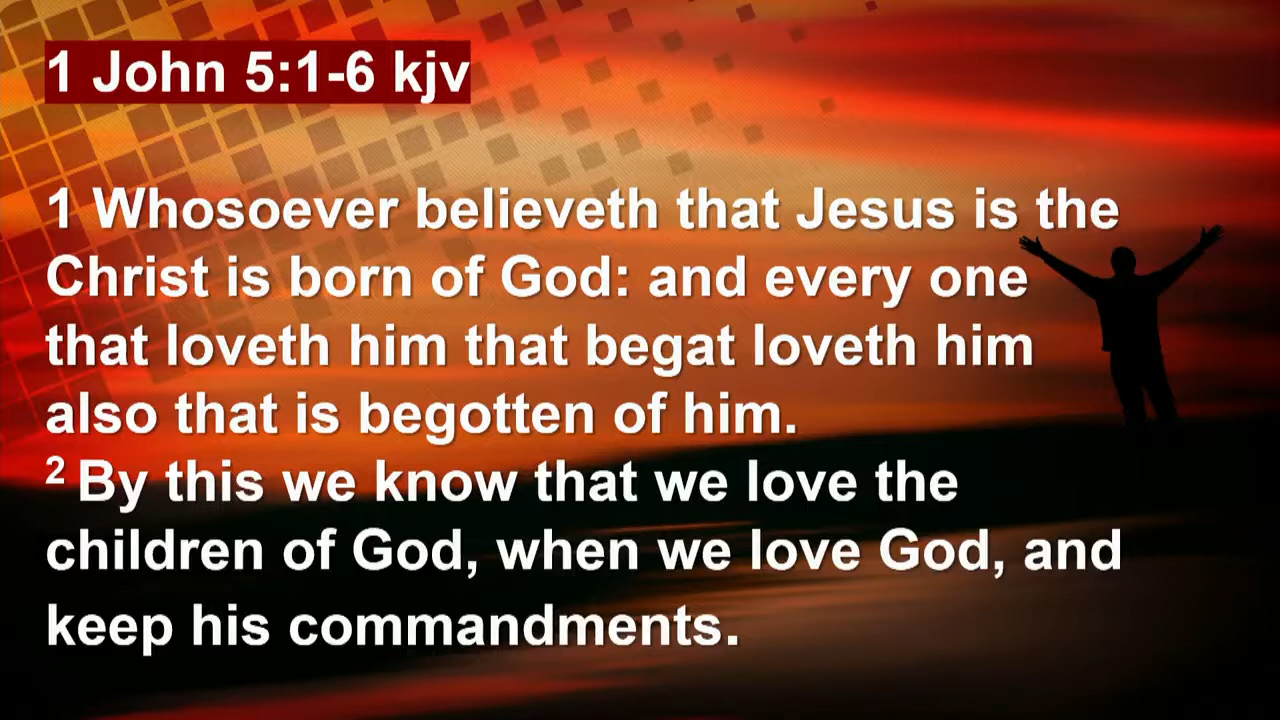 1 John 5:1-6 kjv
1 Whosoever believeth that Jesus is the
Christ is born of God: and every one
that loveth him that begat loveth him
also that is begotten of him.
2 By this we know that we love the
children of God, when we love God, and
keep his commandments.